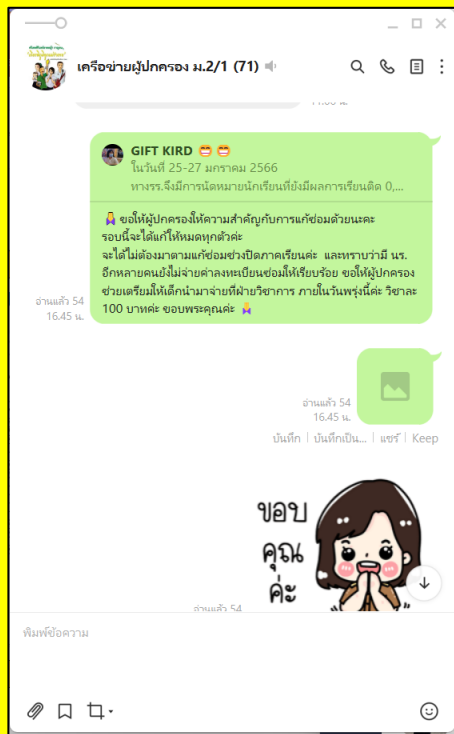 เครือข่ายผู้ปกครอง ม.2/1 (71)
GIFT KIRD
ในวันที่ 25-27 มกราคม 2566
ทางรร.จึงมีการนัดหมายนักเรียนที่ยังมีผลการเรียนติด 0,...
🙏 ขอให้ผู้ปกครองให้ความสำคัญกับการแก้ซ่อมด้วยนะคะ
รอบนี้จะได้แก้ให้หมดทุกตัวค่ะ
จะได้ไม่ต้องมาตามแก้ซ่อมช่วงปิดภาคเรียนค่ะ และทราบว่ามี นร.
อีกหลายคนยังไม่จ่ายค่าลงทะเบียนซ่อมให้เรียบร้อย ขอให้ผู้ปกครอง
ช่วยเตรียมให้เด็กนำมาจ่ายที่ฝ่ายวิชาการ ภายในวันพรุ่งนี้ค่ะ วิชาละ
100 บาทค่ะ ขอบพระคุณค่ะ 🙏
อ่านแล้ว 54
16.45 น.
อ่านแล้ว 54
16.45 น.
บันทึก | บันทึกเป็น... | แชร์ | Keep
ขอบ
คุณ
ค่ะ
อ่านแล้ว 54
พิมพ์ข้อความ